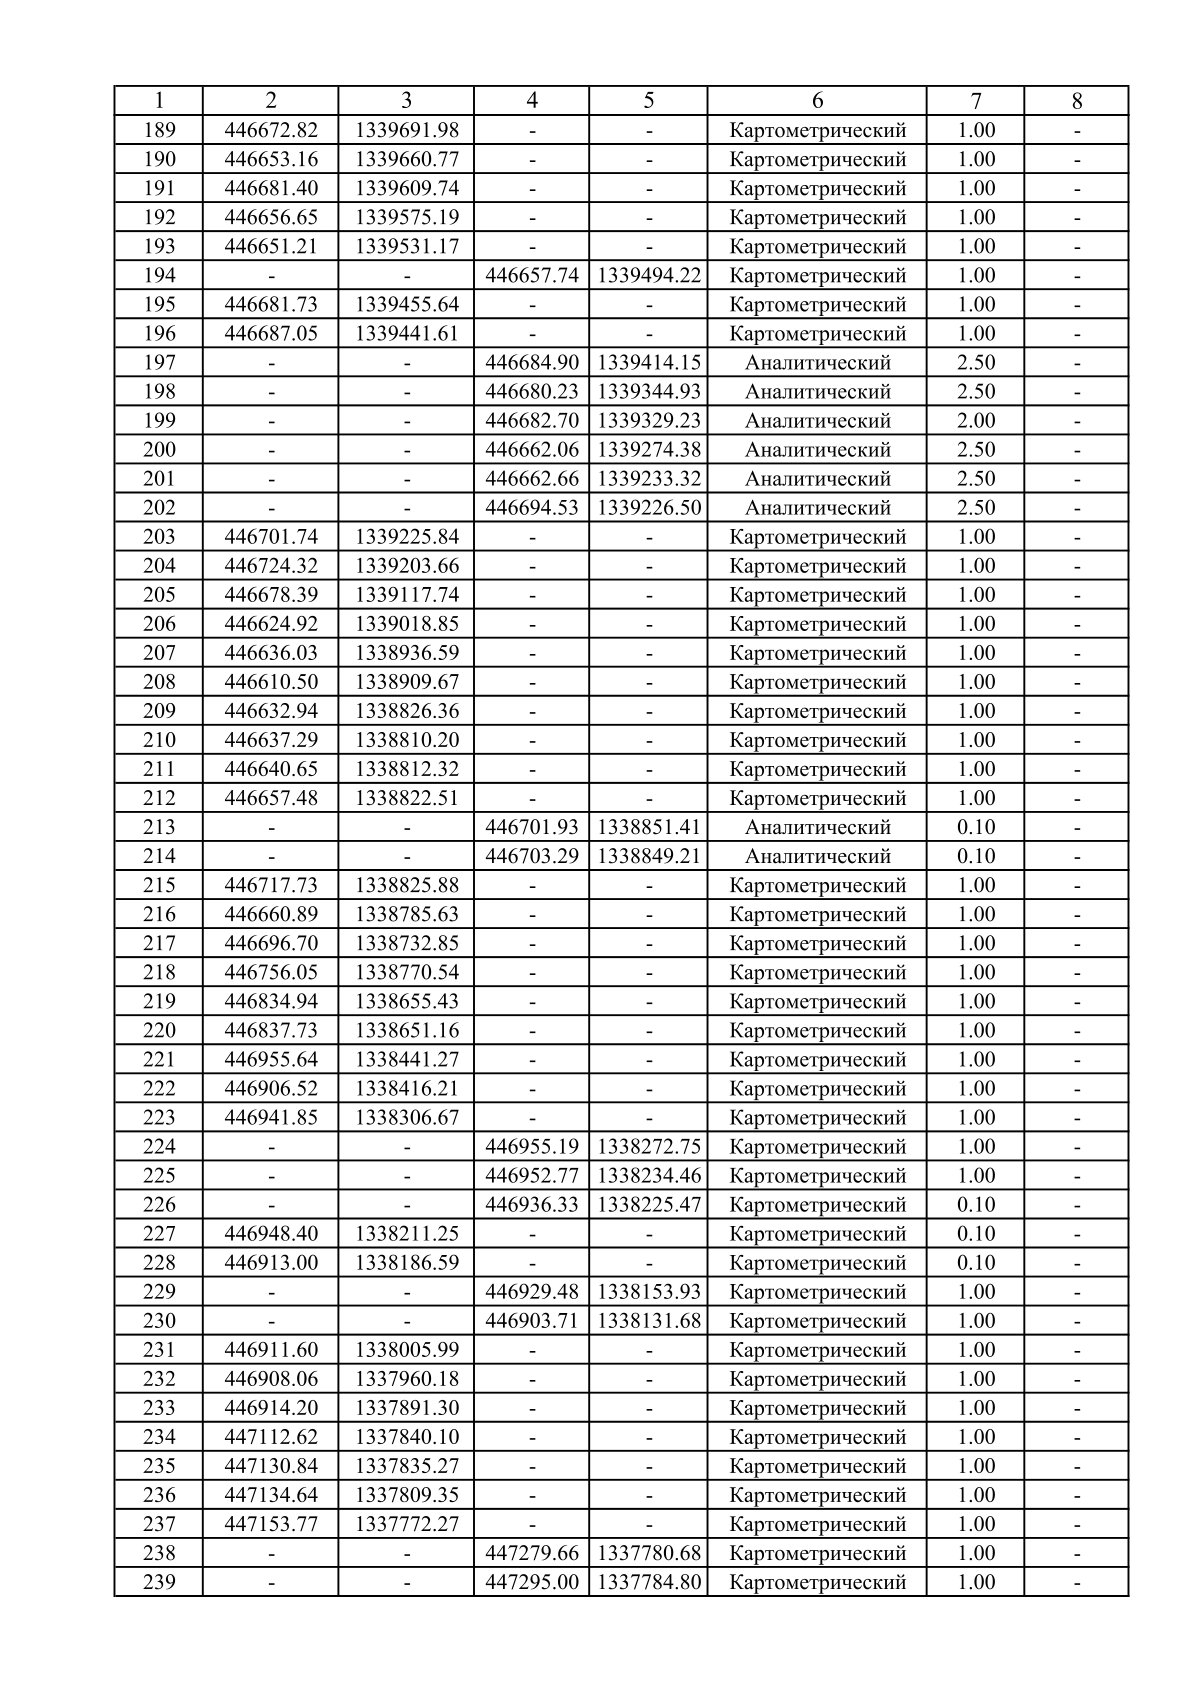 1 2 3 4 5 6 7 8
189 446672.82 1339691.98 - - Картометрический 1.00 -
190 446653.16 1339660.77 - - Картометрический 1.00 -
191 446681.40 1339609.74 - - Картометрический 1.00 -
192 446656.65 1339575.19 - - Картометрический 1.00 -
193 446651.21 1339531.17 - - Картометрический 1.00 -
194 - - 446657.74 1339494.22 Картометрический 1.00 -
195 446681.73 1339455.64 - - Картометрический 1.00 -
196 446687.05 1339441.61 - - Картометрический 1.00 -
197 - - 446684.90 1339414.15 Аналитический 2.50 -
198 - - 446680.23 1339344.93 Аналитический 2.50 -
199 - - 446682.70 1339329.23 Аналитический 2.00 -
200 - - 446662.06 1339274.38 Аналитический 2.50 -
201 - - 446662.66 1339233.32 Аналитический 2.50 -
202 - - 446694.53 1339226.50 Аналитический 2.50 -
203 446701.74 1339225.84 - - Картометрический 1.00 -
204 446724.32 1339203.66 - - Картометрический 1.00 -
205 446678.39 1339117.74 - - Картометрический 1.00 -
206 446624.92 1339018.85 - - Картометрический 1.00 -
207 446636.03 1338936.59 - - Картометрический 1.00 -
208 446610.50 1338909.67 - - Картометрический 1.00 -
209 446632.94 1338826.36 - - Картометрический 1.00 -
210 446637.29 1338810.20 - - Картометрический 1.00 -
211 446640.65 1338812.32 - - Картометрический 1.00 -
212 446657.48 1338822.51 - - Картометрический 1.00 -
213 - - 446701.93 1338851.41 Аналитический 0.10 -
214 - - 446703.29 1338849.21 Аналитический 0.10 -
215 446717.73 1338825.88 - - Картометрический 1.00 -
216 446660.89 1338785.63 - - Картометрический 1.00 -
217 446696.70 1338732.85 - - Картометрический 1.00 -
218 446756.05 1338770.54 - - Картометрический 1.00 -
219 446834.94 1338655.43 - - Картометрический 1.00 -
220 446837.73 1338651.16 - - Картометрический 1.00 -
221 446955.64 1338441.27 - - Картометрический 1.00 -
222 446906.52 1338416.21 - - Картометрический 1.00 -
223 446941.85 1338306.67 - - Картометрический 1.00 -
224 - - 446955.19 1338272.75 Картометрический 1.00 -
225 - - 446952.77 1338234.46 Картометрический 1.00 -
226 - - 446936.33 1338225.47 Картометрический 0.10 -
227 446948.40 1338211.25 - - Картометрический 0.10 -
228 446913.00 1338186.59 - - Картометрический 0.10 -
229 - - 446929.48 1338153.93 Картометрический 1.00 -
230 - - 446903.71 1338131.68 Картометрический 1.00 -
231 446911.60 1338005.99 - - Картометрический 1.00 -
232 446908.06 1337960.18 - - Картометрический 1.00 -
233 446914.20 1337891.30 - - Картометрический 1.00 -
234 447112.62 1337840.10 - - Картометрический 1.00 -
235 447130.84 1337835.27 - - Картометрический 1.00 -
236 447134.64 1337809.35 - - Картометрический 1.00 -
237 447153.77 1337772.27 - - Картометрический 1.00 -
238 - - 447279.66 1337780.68 Картометрический 1.00 -
239 - - 447295.00 1337784.80 Картометрический 1.00 -